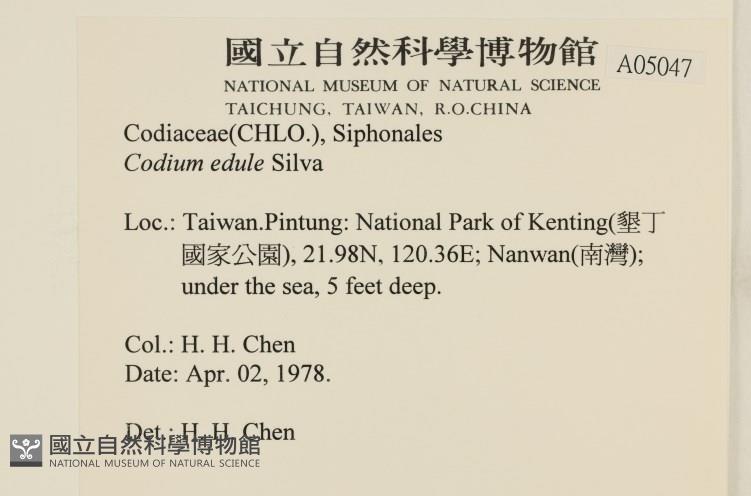 國立自然科學博物館
A05047
NATIONAL MUSEUM OF NATURAL SCIENCE
TAICHUNG, TAIWAN, R.O.CHINA
Codiaceae(CHLO.), Siphonales
Codium edule Silva
Loc.: Taiwan.Pintung: National Park of Kenting(墾丁
國家公園), 21.98N, 120.36E; Nanwan(南灣);
under the sea, 5 feet deep.
Col.: H. H. Chen
Date: Apr. 02, 1978.
Det.: H. H. Chen
國立自然科學博物館
NATIONAL MUSEUM OF NATURAL SCIENCE